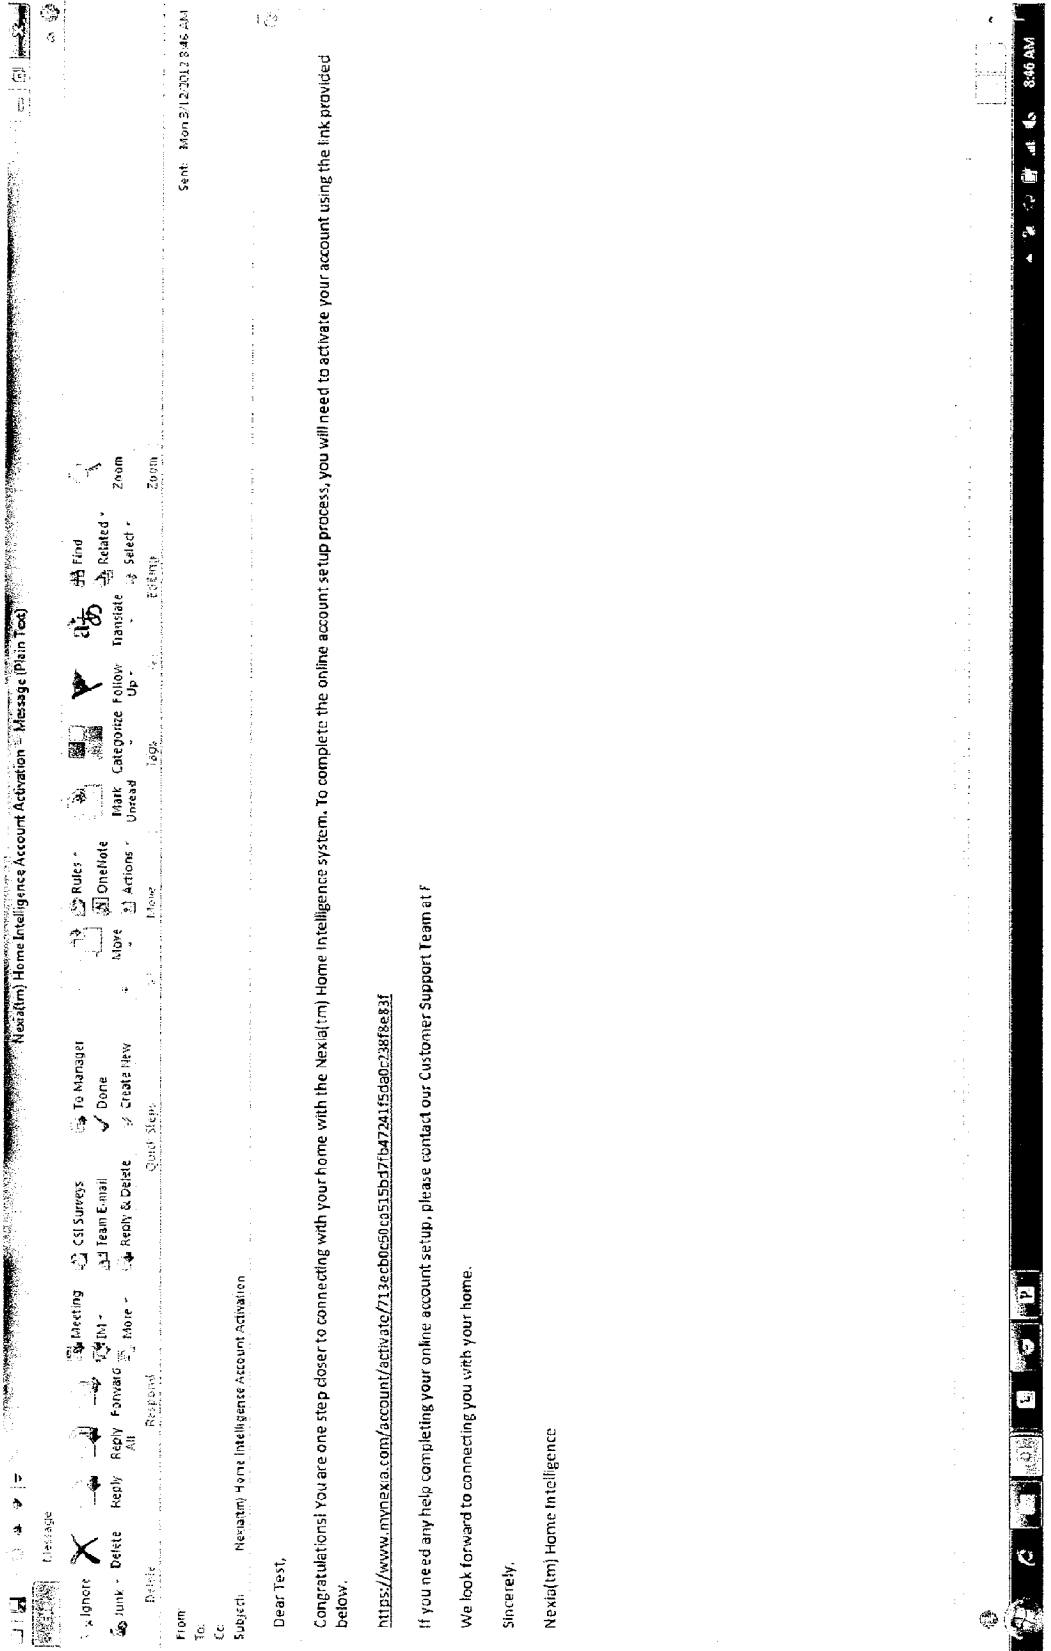 Nexia(tm) Home Intelligence Account Activation - Message (Plain Text)
Message
Ignore
Junk
Delete
Reply
Reply All
Forward
Meeting
IM
More
CSI Surveys
Team E-mail
Reply & Delete
To Manager
Done
Create New
Move
Rules
OneNote
Actions
Mark Unread
Categorize
Follow Up
Translate
Find
Related
Select
Zoom
Delete
Respond
Quick Steps
Move
Tags
Editing
Zoom
From:
Sent: Mon 3/12/2012 8:46 AM
To:
Cc:
Subject: Nexia(tm) Home Intelligence Account Activation
Dear Test,
Congratulations! You are one step closer to connecting with your home with the Nexia(tm) Home Intelligence system. To complete the online account setup process, you will need to activate your account using the link provided
below.
https://www.mynexia.com/account/activate/
If you need any help completing your online account setup, please contact our Customer Support Team at
We look forward to connecting you with your home.
Sincerely,
Nexia(tm) Home Intelligence
8:46 AM